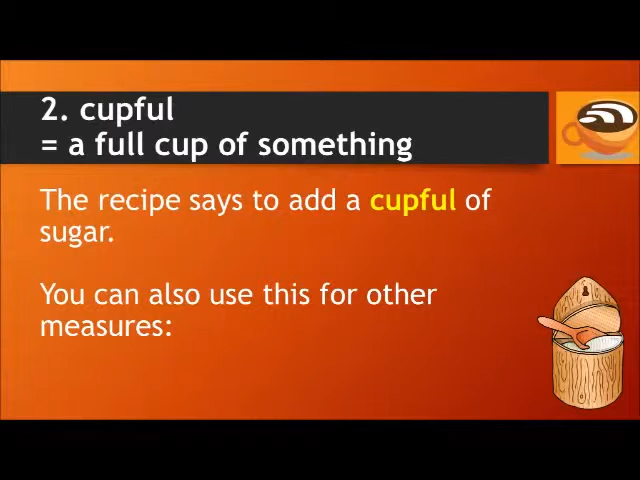 2. cupful
= a full cup of something
The recipe says to add a cupful of
sugar.
You can also use this for other
measures: